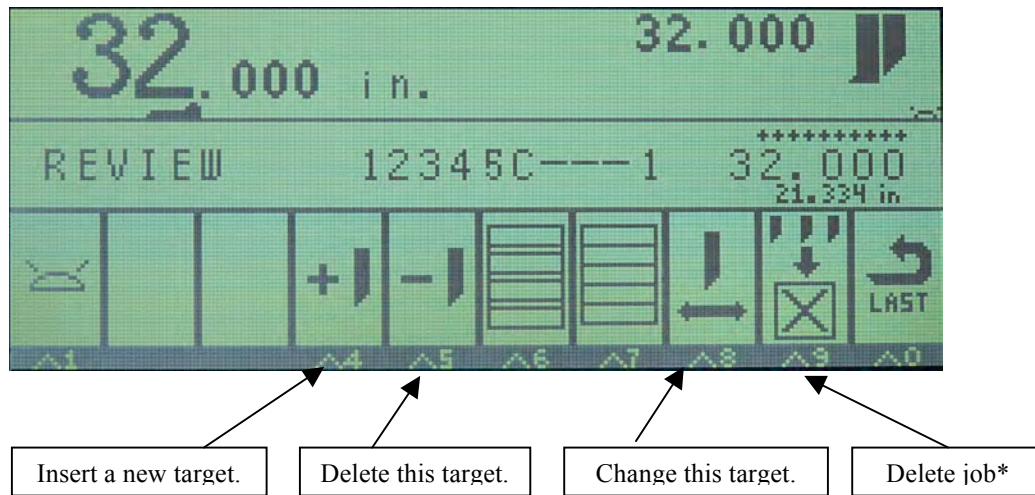 32.000 in. 32.000
REVIEW 12345C---1 32.000
++++++++++
21.334 in
+ - LAST
^1 ^4 ^5 ^6 ^7 ^8 ^9 ^0
Insert a new target. Delete this target. Change this target. Delete job*